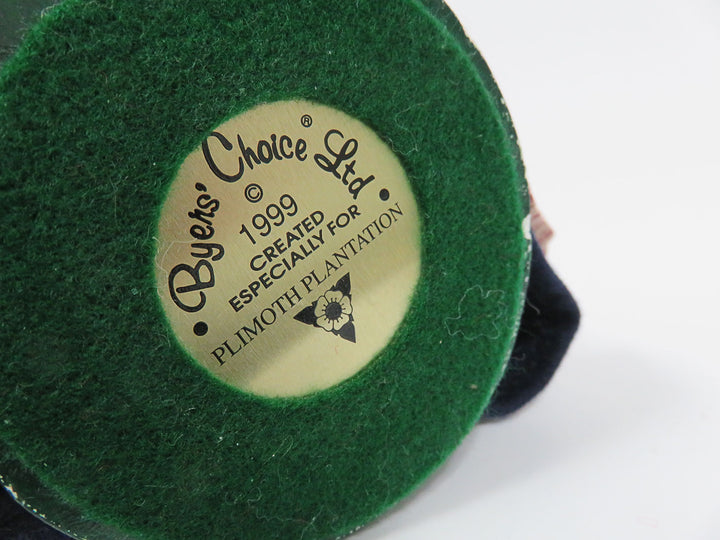 • Byers' Choice® Ltd •
© 1999
CREATED
ESPECIALLY FOR
PLIMOTH PLANTATION